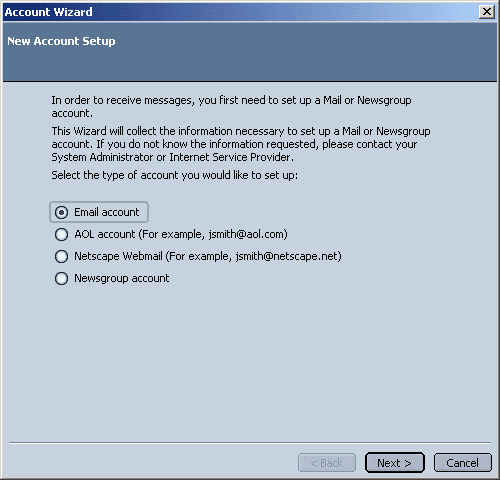 Account Wizard
New Account Setup
In order to receive messages, you first need to set up a Mail or Newsgroup
account.
This Wizard will collect the information necessary to set up a Mail or Newsgroup
account. If you do not know the information requested, please contact your
System Administrator or Internet Service Provider.
Select the type of account you would like to set up:
Email account
AOL account (For example, jsmith@aol.com)
Netscape Webmail (For example, jsmith@netscape.net)
Newsgroup account
< Back Next > Cancel